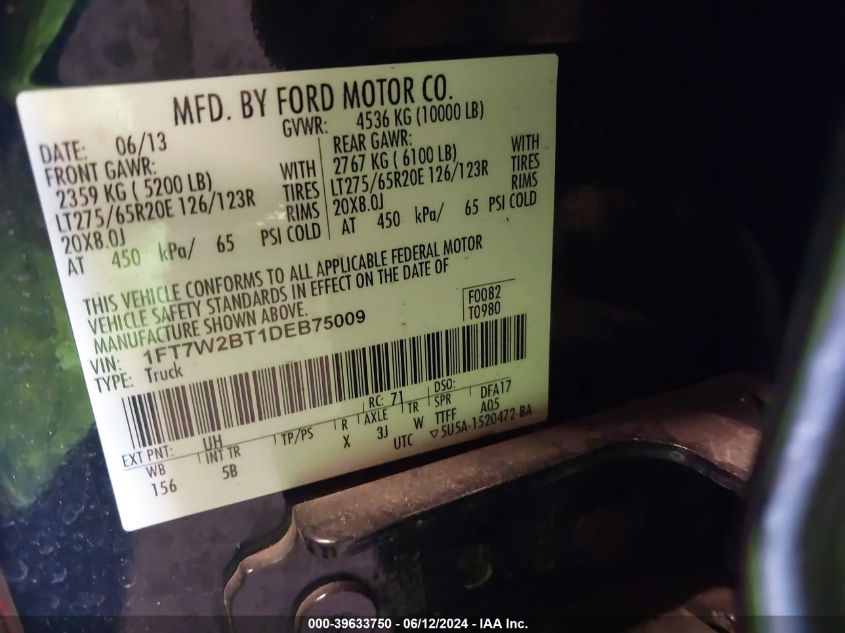 MFD. BY FORD MOTOR CO.
DATE: 06/13 GVWR: 4536 KG (10000 LB)
FRONT GAWR: REAR GAWR:
2359 KG ( 5200 LB) WITH 2767 KG ( 6100 LB) WITH
LT275/65R20E 126/123R TIRES LT275/65R20E 126/123R TIRES
20X8.0J RIMS 20X8.0J RIMS
AT 450 kPa/ 65 PSI COLD AT 450 kPa/ 65 PSI COLD
THIS VEHICLE CONFORMS TO ALL APPLICABLE FEDERAL MOTOR
VEHICLE SAFETY STANDARDS IN EFFECT ON THE DATE OF
MANUFACTURE SHOWN ABOVE.
VIN: 1FT7W2BT1DEB75009 F0082
TYPE: Truck T0980
EXT PNT: UH RC: 71 DSO:
WB INT TR TP/PS R AXLE TR SPR DFA17
156 5B X 3J W TTFF A05
UTC ▽5U5A-1520472-BA
000-39633750 - 06/12/2024 - IAA Inc.